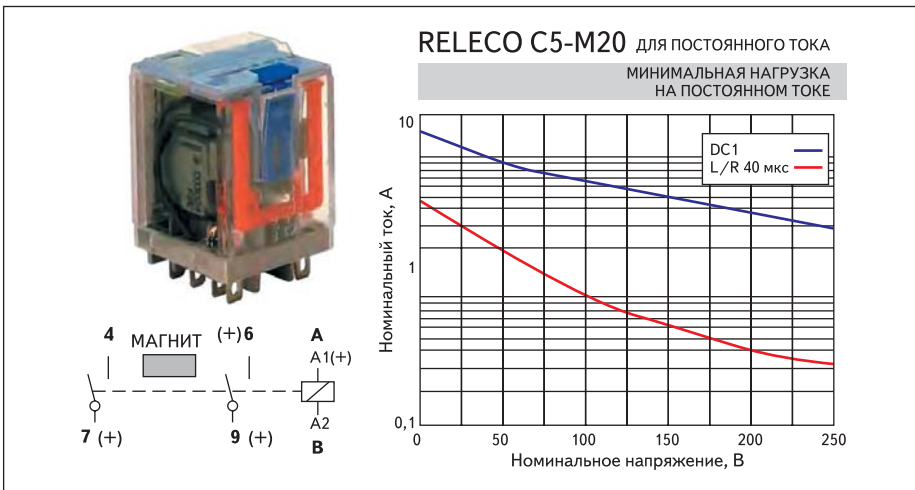 RELECO C5-M20 ДЛЯ ПОСТОЯННОГО ТОКА
МИНИМАЛЬНАЯ НАГРУЗКА
НА ПОСТОЯННОМ ТОКЕ
10
DC1
L/R 40 мкс
Номинальный ток, А
1
0,1
0 50 100 150 200 250
Номинальное напряжение, В
4 МАГНИТ (+) 6 A
A1(+)
A2
7 (+) 9 (+) B